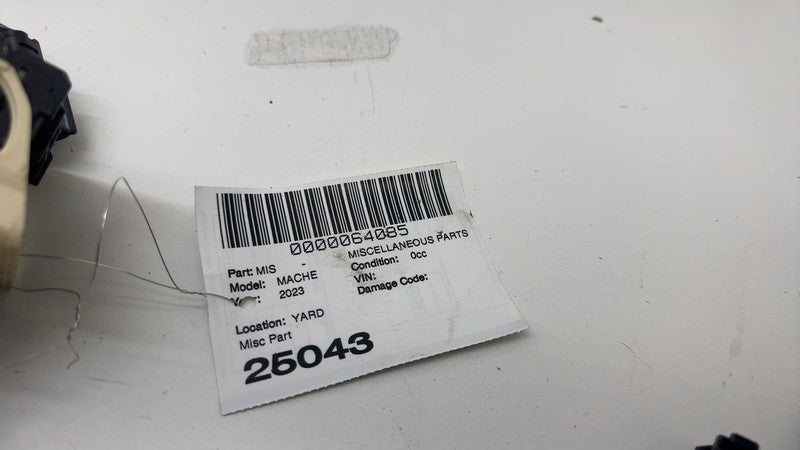 0000064085
Part: MIS - MISCELLANEOUS PARTS
Model: MACHE Condition: 0cc
2023 VIN:
Damage Code:
Location: YARD
Misc Part
25043